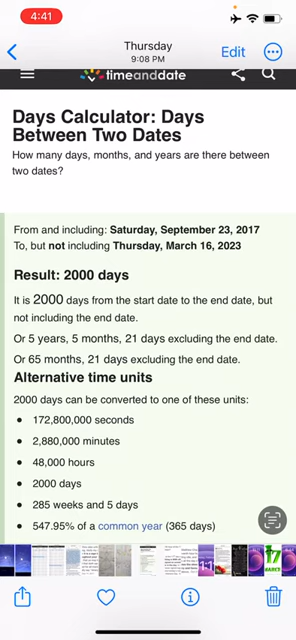 4:41
Thursday
9:08 PM
Edit
timeanddate
Days Calculator: Days
Between Two Dates
How many days, months, and years are there between
two dates?
From and including: Saturday, September 23, 2017
To, but not including Thursday, March 16, 2023
Result: 2000 days
It is 2000 days from the start date to the end date, but
not including the end date.
Or 5 years, 5 months, 21 days excluding the end date.
Or 65 months, 21 days excluding the end date.
Alternative time units
2000 days can be converted to one of these units:
• 172,800,000 seconds
• 2,880,000 minutes
• 48,000 hours
• 2000 days
• 285 weeks and 5 days
• 547.95% of a common year (365 days)
17
MARCH